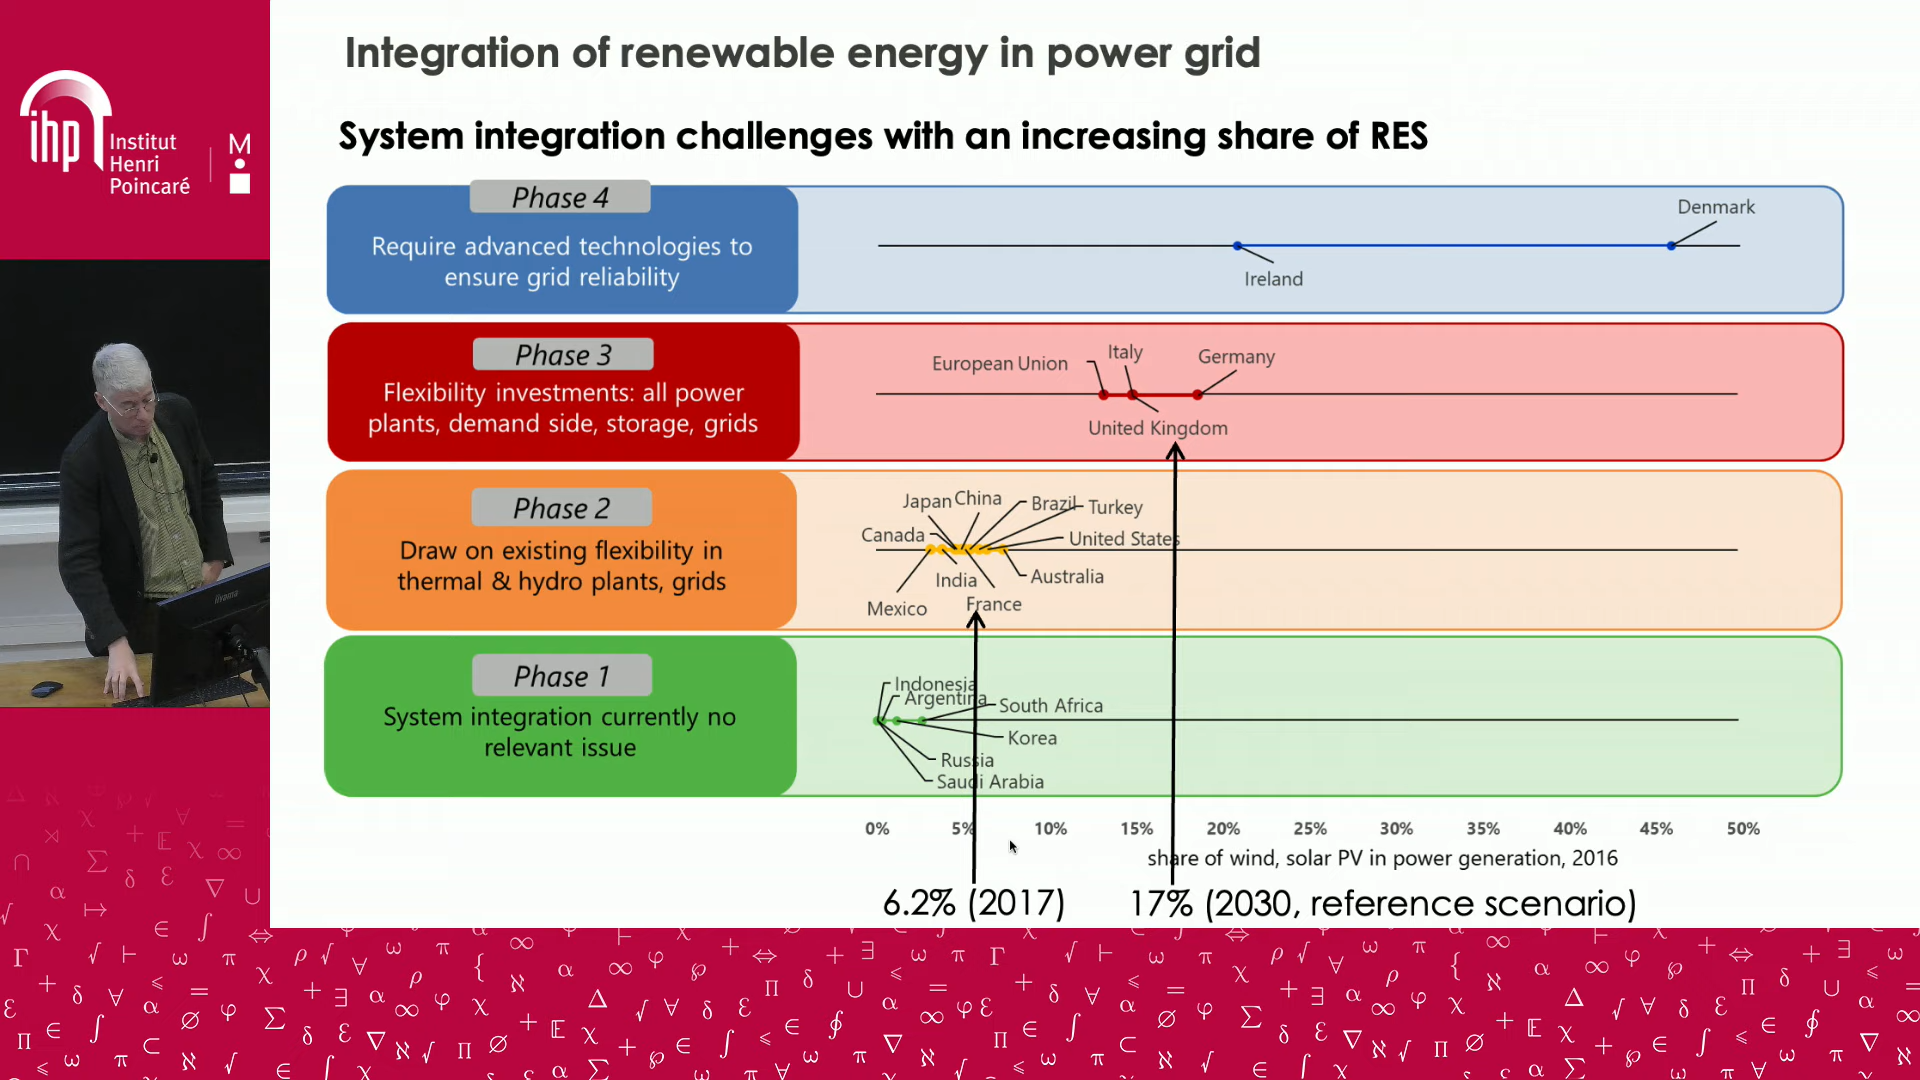 ihp
Institut
Henri
Poincaré
M
Integration of renewable energy in power grid
System integration challenges with an increasing share of RES
Phase 4
Require advanced technologies to
ensure grid reliability
Denmark
Ireland
Phase 3
Flexibility investments: all power
plants, demand side, storage, grids
European Union
Italy
Germany
United Kingdom
Phase 2
Draw on existing flexibility in
thermal & hydro plants, grids
Japan
China
Brazil
Turkey
Canada
United States
India
Australia
Mexico
France
Phase 1
System integration currently no
relevant issue
Indonesia
Argentina
South Africa
Korea
Russia
Saudi Arabia
0% 5% 10% 15% 20% 25% 30% 35% 40% 45% 50%
share of wind, solar PV in power generation, 2016
6.2% (2017)
17% (2030, reference scenario)